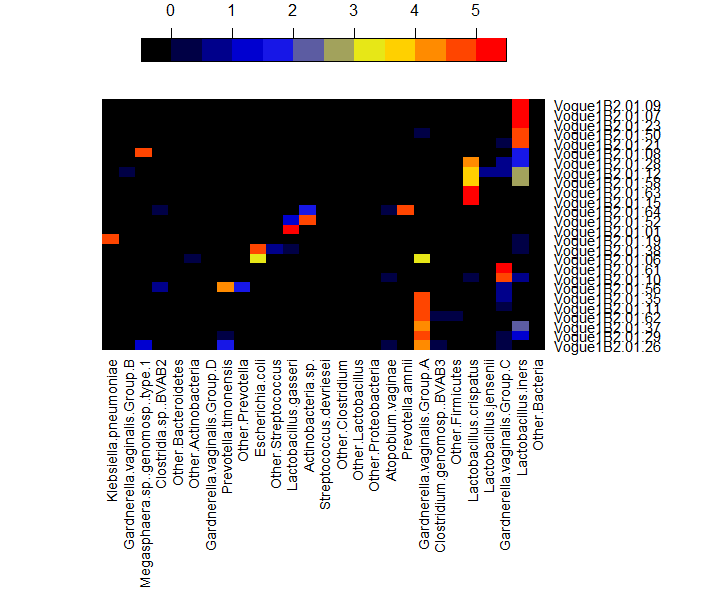 0 1 2 3 4 5
Vogue1B2.01.09
Vogue1B2.01.07
Vogue1B2.01.23
Vogue1B2.01.50
Vogue1B2.01.21
Vogue1B2.01.08
Vogue1B2.01.28
Vogue1B2.01.12
Vogue1B2.01.58
Vogue1B2.01.63
Vogue1B2.01.15
Vogue1B2.01.64
Vogue1B2.01.52
Vogue1B2.01.01
Vogue1B2.01.19
Vogue1B2.01.38
Vogue1B2.01.06
Vogue1B2.01.61
Vogue1B2.01.10
Vogue1B2.01.56
Vogue1B2.01.35
Vogue1B2.01.11
Vogue1B2.01.62
Vogue1B2.01.37
Vogue1B2.01.29
Vogue1B2.01.26
Klebsiella.pneumoniae
Gardnerella.vaginalis.Group.B
Megasphaera.sp..genomosp..type.1
Clostridia.sp..BVAB2
Other.Bacteroidetes
Other.Actinobacteria
Gardnerella.vaginalis.Group.D
Prevotella.timonensis
Other.Prevotella
Escherichia.coli
Other.Streptococcus
Lactobacillus.gasseri
Actinobacteria.sp.
Streptococcus.devriesei
Other.Clostridium
Other.Lactobacillus
Other.Proteobacteria
Atopobium.vaginae
Prevotella.amnii
Gardnerella.vaginalis.Group.A
Clostridium.genomosp..BVAB3
Other.Firmicutes
Lactobacillus.crispatus
Lactobacillus.jensenii
Gardnerella.vaginalis.Group.C
Lactobacillus.iners
Other.Bacteria